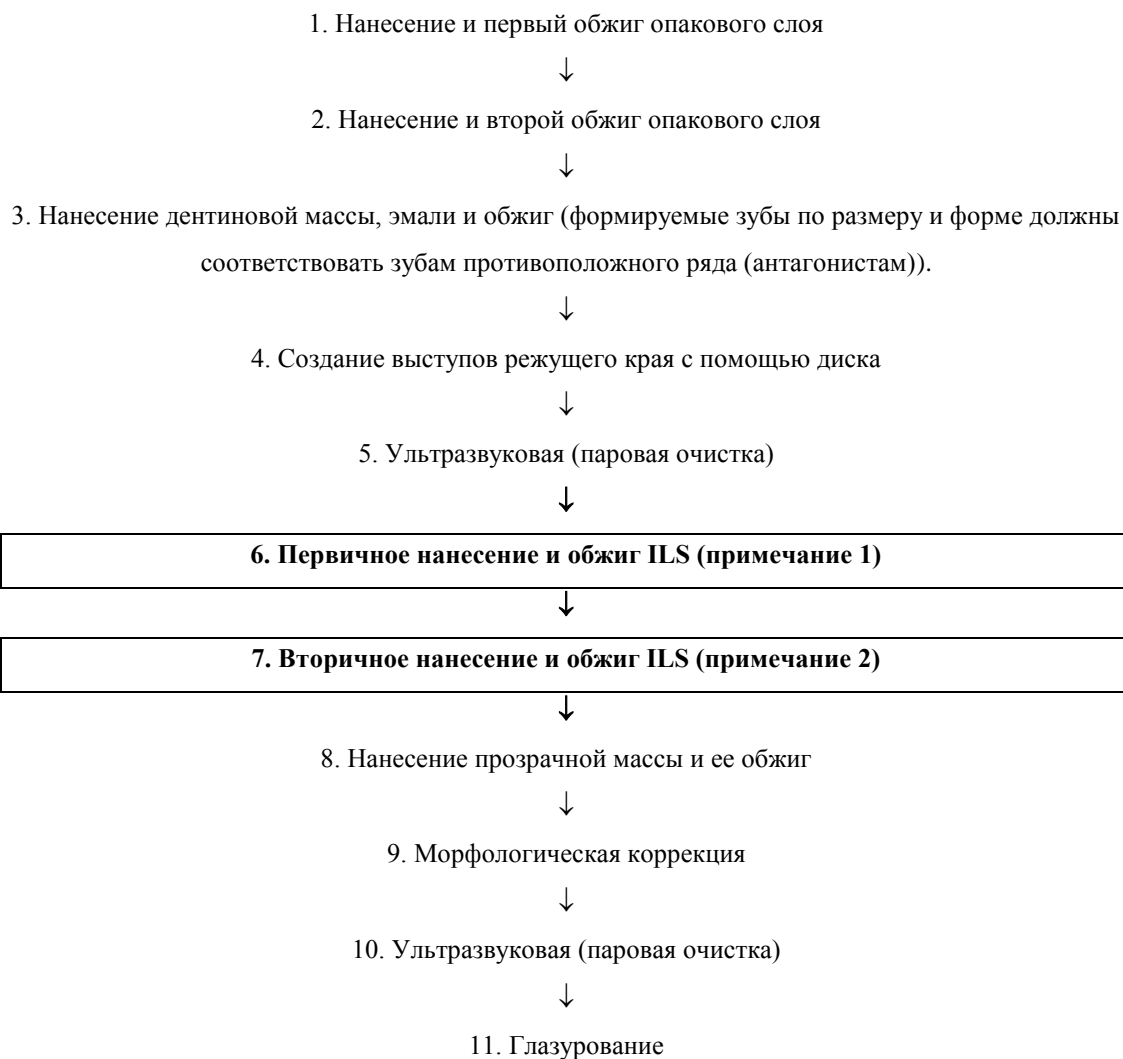 1. Нанесение и первый обжиг опакового слоя
↓
2. Нанесение и второй обжиг опакового слоя
↓
3. Нанесение дентиновой массы, эмали и обжиг (формируемые зубы по размеру и форме должны
соответствовать зубам противоположного ряда (антагонистам)).
↓
4. Создание выступов режущего края с помощью диска
↓
5. Ультразвуковая (паровая очистка)
↓
6. Первичное нанесение и обжиг ILS (примечание 1)
↓
7. Вторичное нанесение и обжиг ILS (примечание 2)
↓
8. Нанесение прозрачной массы и ее обжиг
↓
9. Морфологическая коррекция
↓
10. Ультразвуковая (паровая очистка)
↓
11. Глазурование